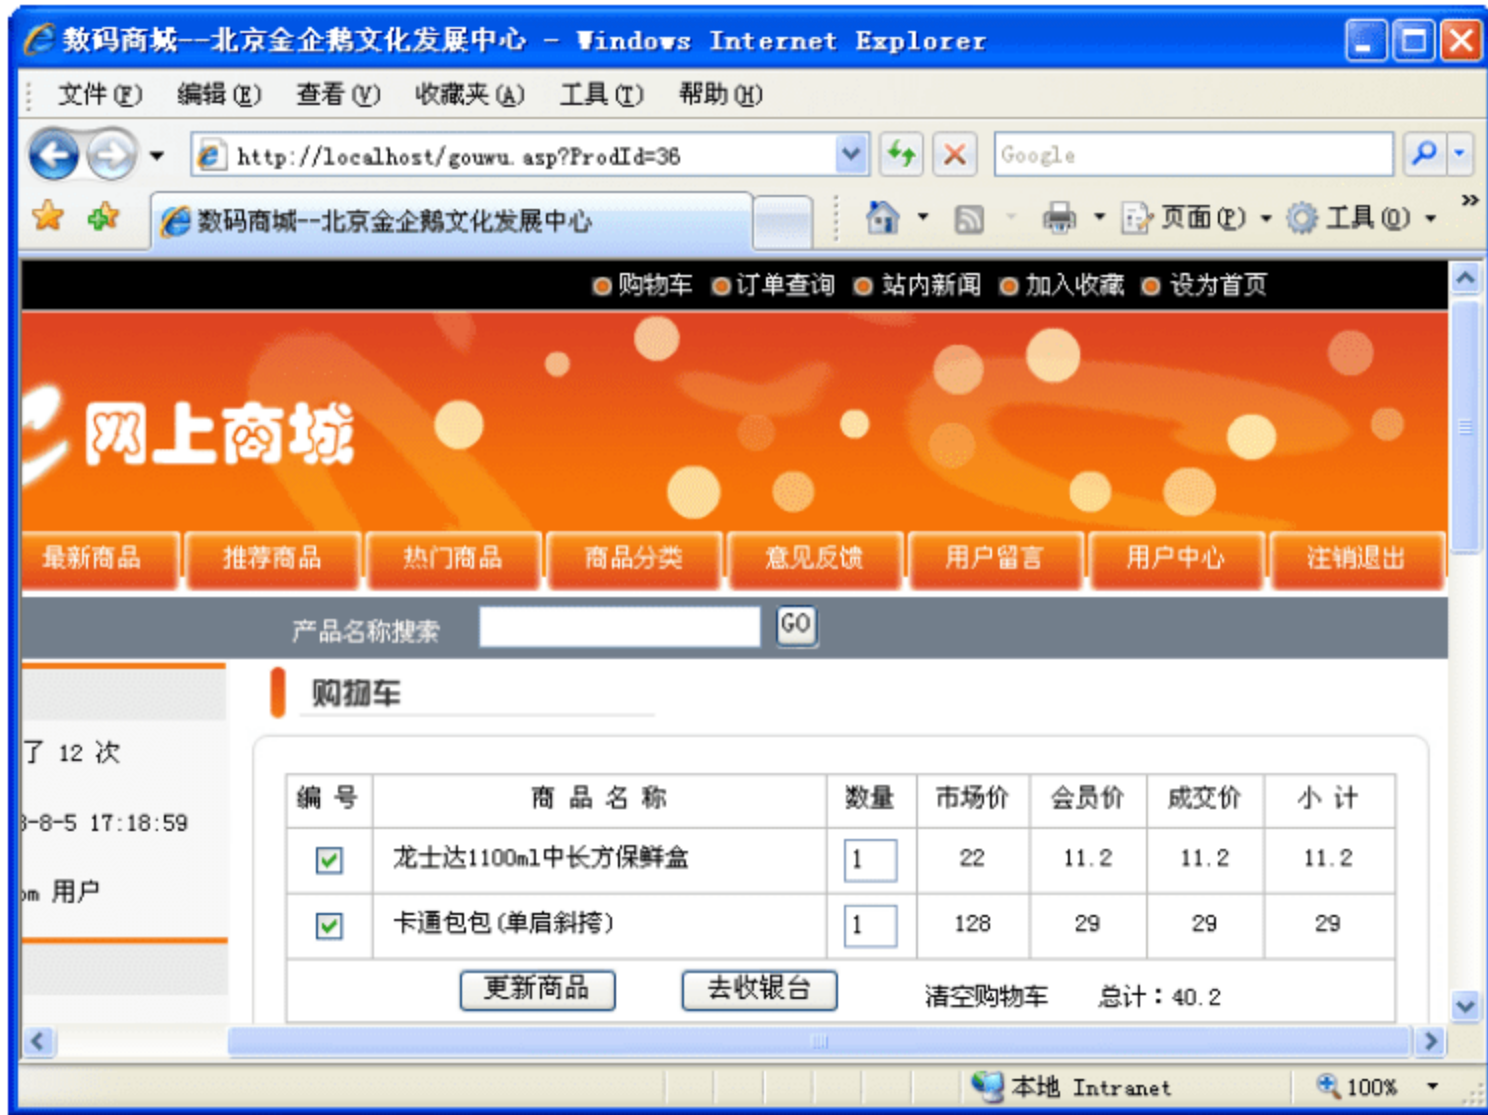 数码商城--北京金企鹅文化发展中心 - Windows Internet Explorer
文件(F) 编辑(E) 查看(V) 收藏夹(A) 工具(T) 帮助(H)
http://localhost/gouwu.asp?ProdId=36 Google
数码商城--北京金企鹅文化发展中心 页面(P) 工具(O) »
购物车 订单查询 站内新闻 加入收藏 设为首页
网上商城
最新商品 推荐商品 热门商品 商品分类 意见反馈 用户留言 用户中心 注销退出
产品名称搜索 GO
购物车
了 12 次
-8-5 17:18:59
om 用户
编 号 商 品 名 称 数量 市场价 会员价 成交价 小 计
龙士达1100ml中长方保鲜盒 1 22 11.2 11.2 11.2
卡通包包(单肩斜挎) 1 128 29 29 29
更新商品 去收银台 清空购物车 总计：40.2
本地 Intranet 100%